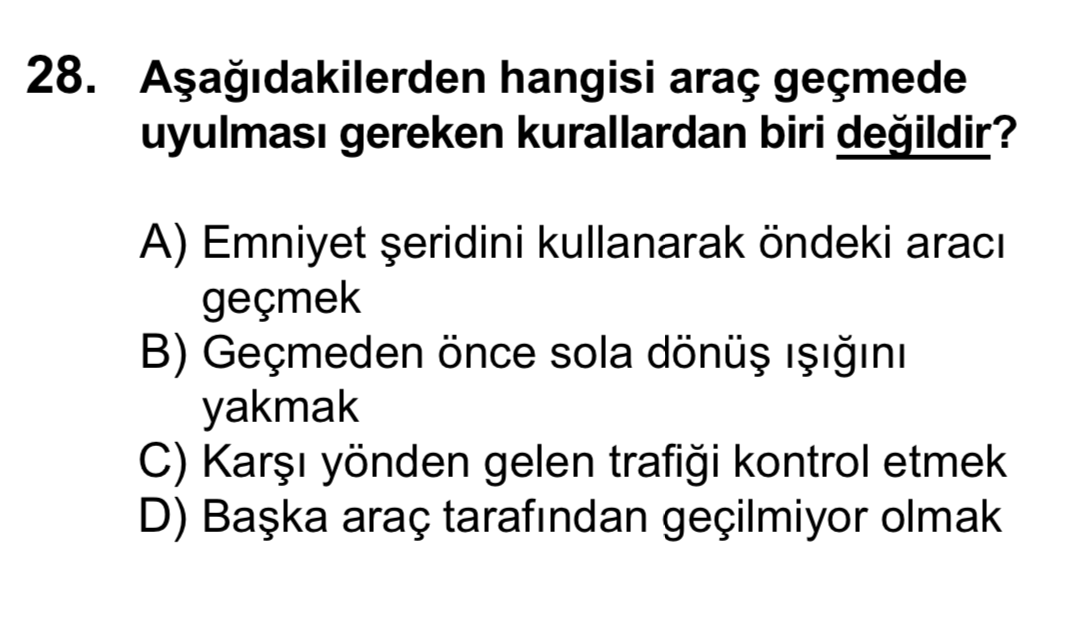 28. Aşağıdakilerden hangisi araç geçmede
uyulması gereken kurallardan biri değildir?
A) Emniyet şeridini kullanarak öndeki aracı
geçmek
B) Geçmeden önce sola dönüş ışığını
yakmak
C) Karşı yönden gelen trafiği kontrol etmek
D) Başka araç tarafından geçilmiyor olmak